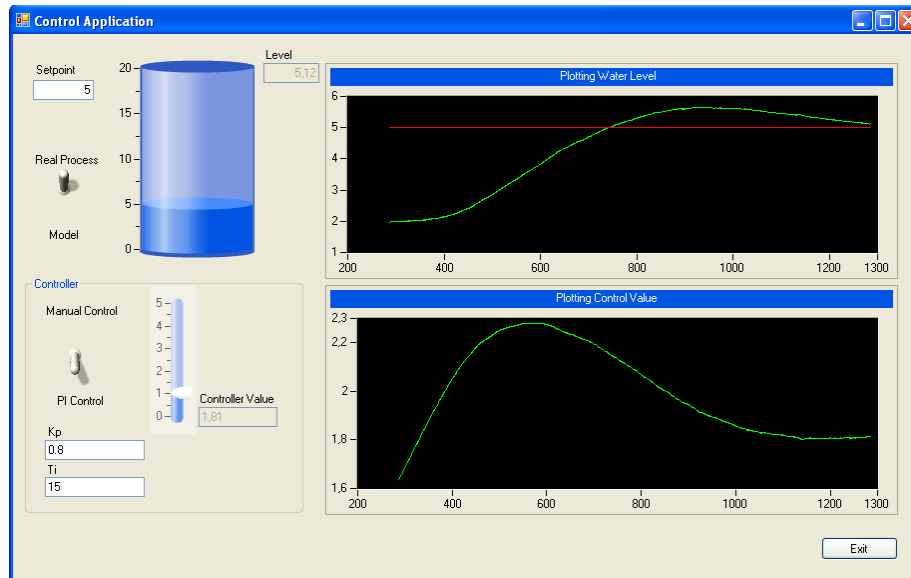 Control Application
Setpoint
5
Level
5,12
20
15
10
5
0
Real Process
Model
Plotting Water Level
6
5
4
3
2
1
200 400 600 800 1000 1200 1300
Controller
Manual Control
PI Control
5
4
3
2
1
0
Controller Value
1,81
Kp
0.8
Ti
15
Plotting Control Value
2,3
2,2
2
1,8
1,6
200 400 600 800 1000 1200 1300
Exit